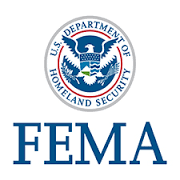 U.S. DEPARTMENT OF
HOMELAND SECURITY
FEMA